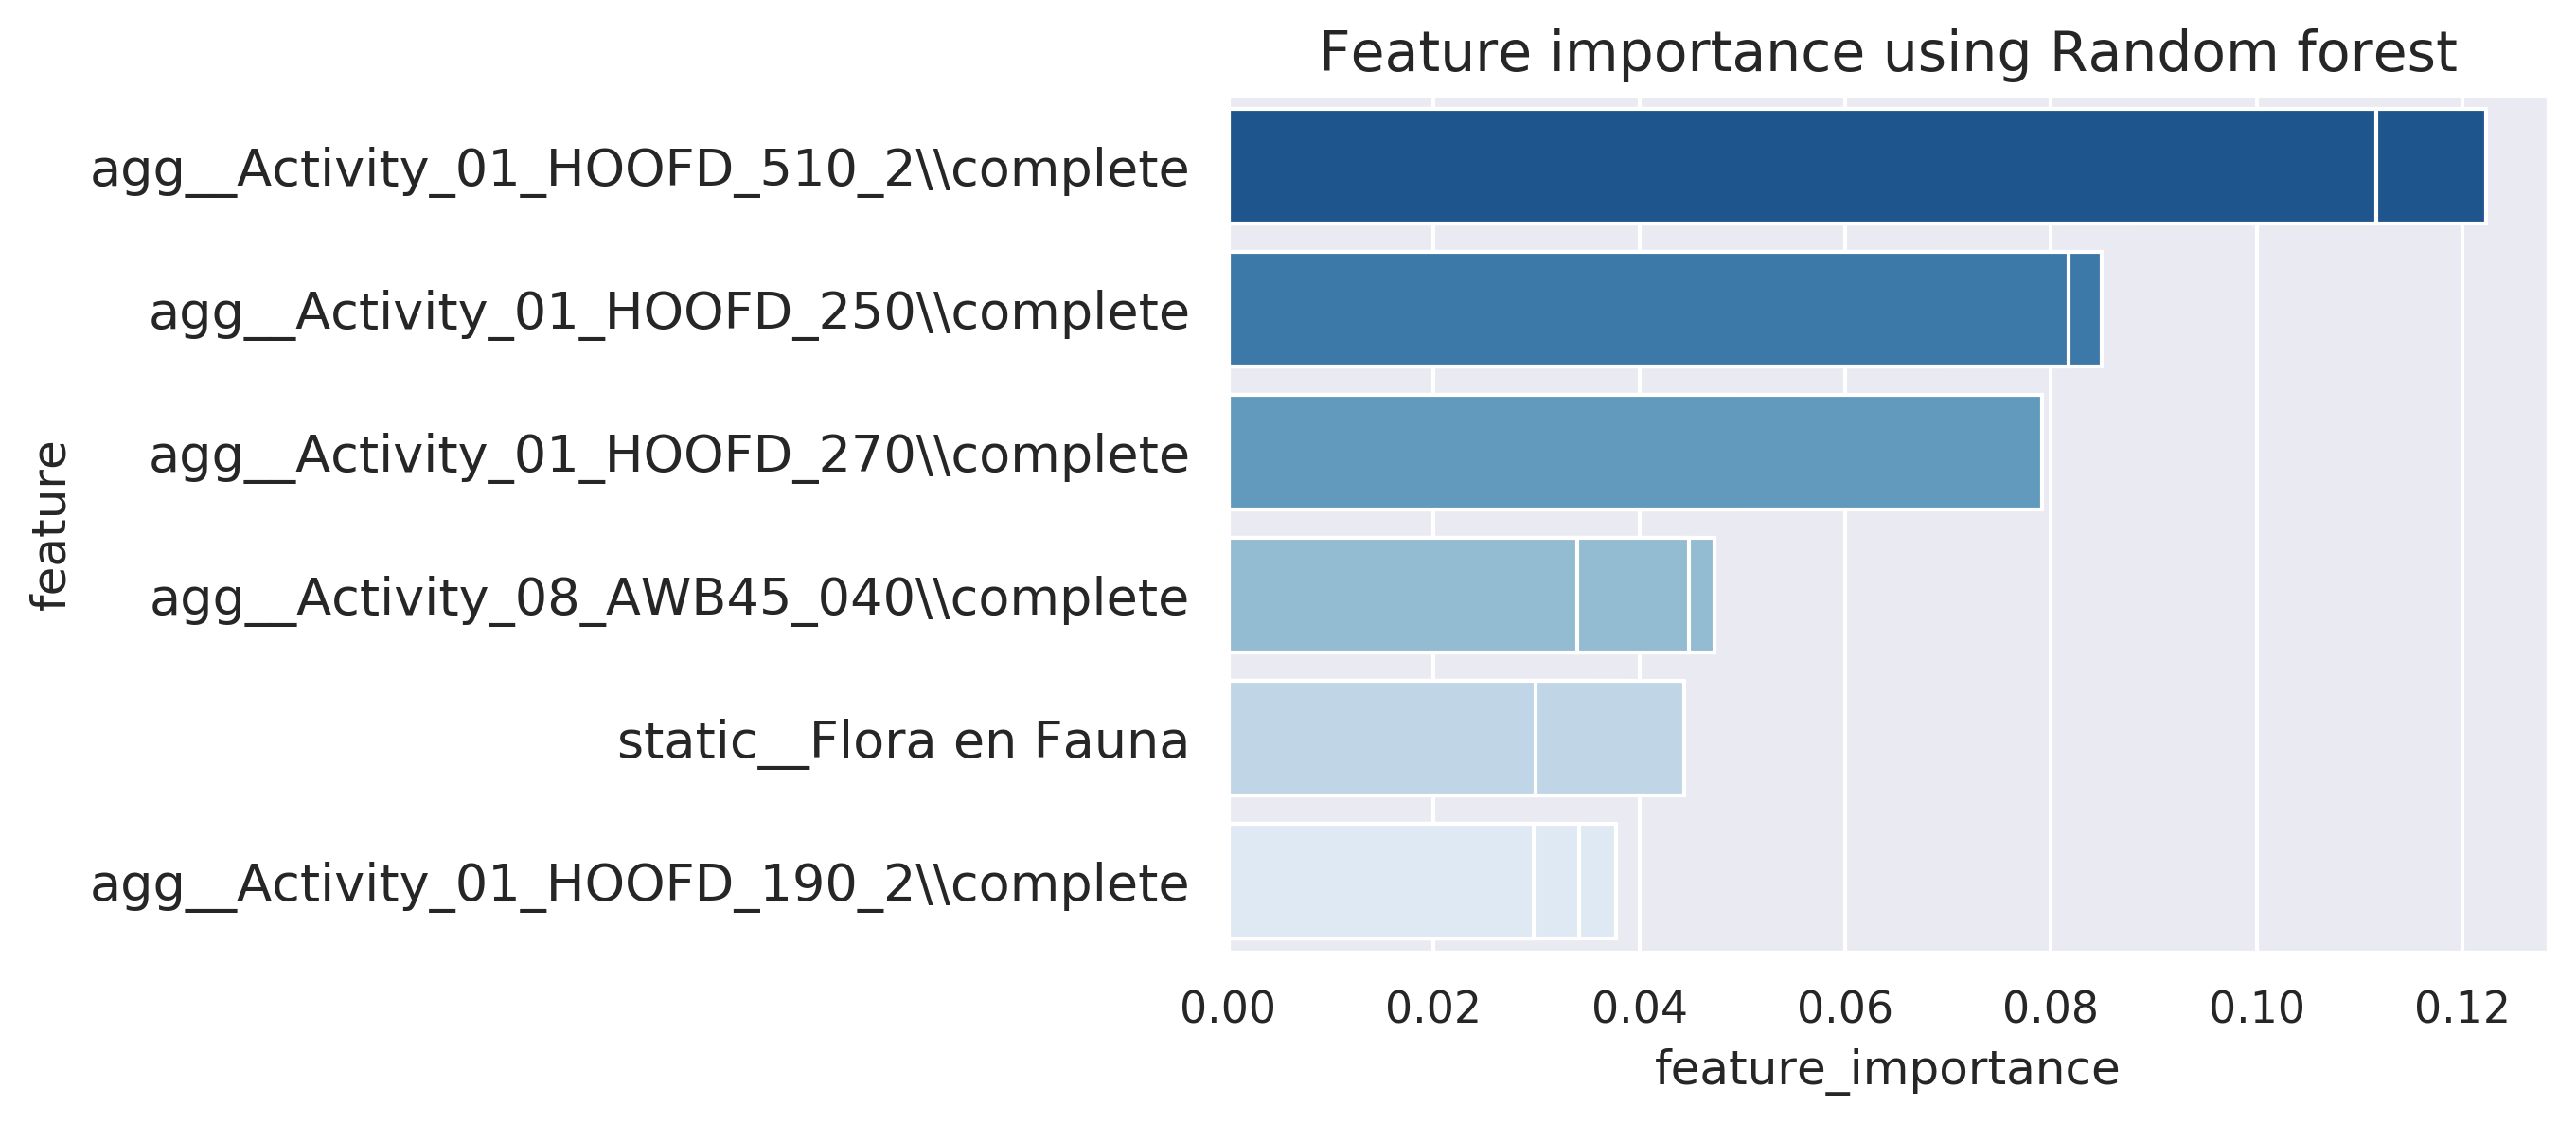 Feature importance using Random forest
agg__Activity_01_HOOFD_510_2\\complete
agg__Activity_01_HOOFD_250\\complete
agg__Activity_01_HOOFD_270\\complete
agg__Activity_08_AWB45_040\\complete
static__Flora en Fauna
agg__Activity_01_HOOFD_190_2\\complete
feature
0.00 0.02 0.04 0.06 0.08 0.10 0.12
feature_importance